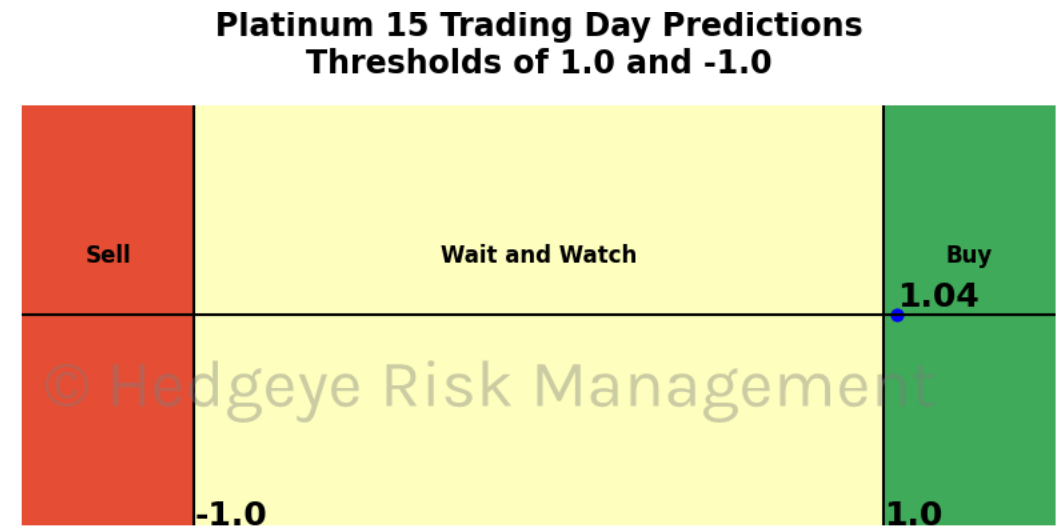 Platinum 15 Trading Day Predictions
Thresholds of 1.0 and -1.0
Sell
Wait and Watch
Buy
1.04
© Hedgeye Risk Management
-1.0
1.0